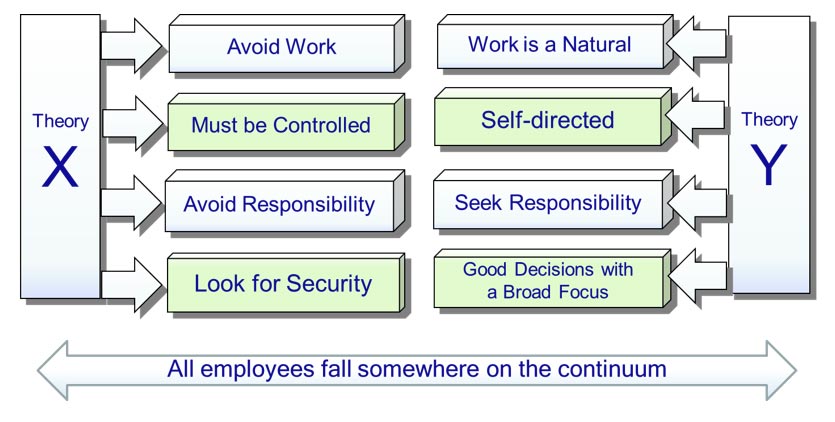 Theory
X
Avoid Work
Must be Controlled
Avoid Responsibility
Look for Security
Work is a Natural
Self-directed
Seek Responsibility
Good Decisions with
a Broad Focus
Theory
Y
All employees fall somewhere on the continuum